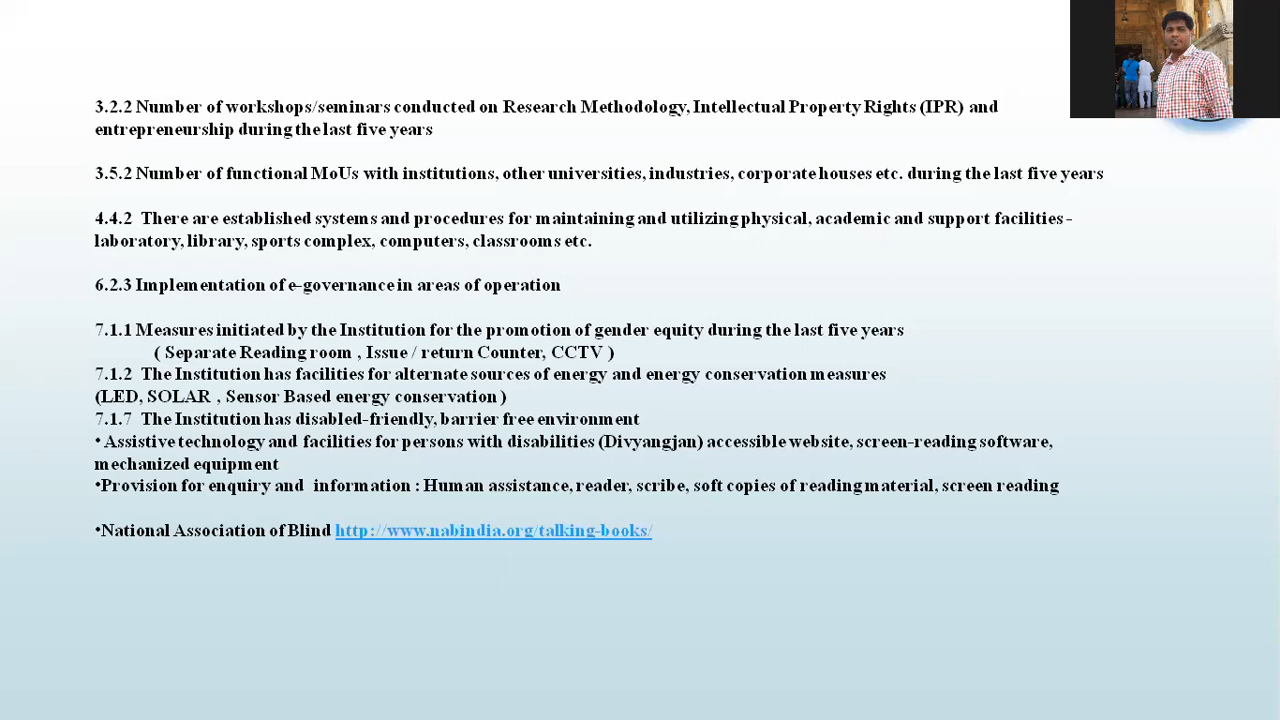 3.2.2 Number of workshops/seminars conducted on Research Methodology, Intellectual Property Rights (IPR) and
entrepreneurship during the last five years
3.5.2 Number of functional MoUs with institutions, other universities, industries, corporate houses etc. during the last five years
4.4.2 There are established systems and procedures for maintaining and utilizing physical, academic and support facilities -
laboratory, library, sports complex, computers, classrooms etc.
6.2.3 Implementation of e-governance in areas of operation
7.1.1 Measures initiated by the Institution for the promotion of gender equity during the last five years
( Separate Reading room , Issue / return Counter, CCTV )
7.1.2 The Institution has facilities for alternate sources of energy and energy conservation measures
(LED, SOLAR , Sensor Based energy conservation )
7.1.7 The Institution has disabled-friendly, barrier free environment
• Assistive technology and facilities for persons with disabilities (Divyangjan) accessible website, screen-reading software,
mechanized equipment
•Provision for enquiry and information : Human assistance, reader, scribe, soft copies of reading material, screen reading
•National Association of Blind http://www.nabindia.org/talking-books/